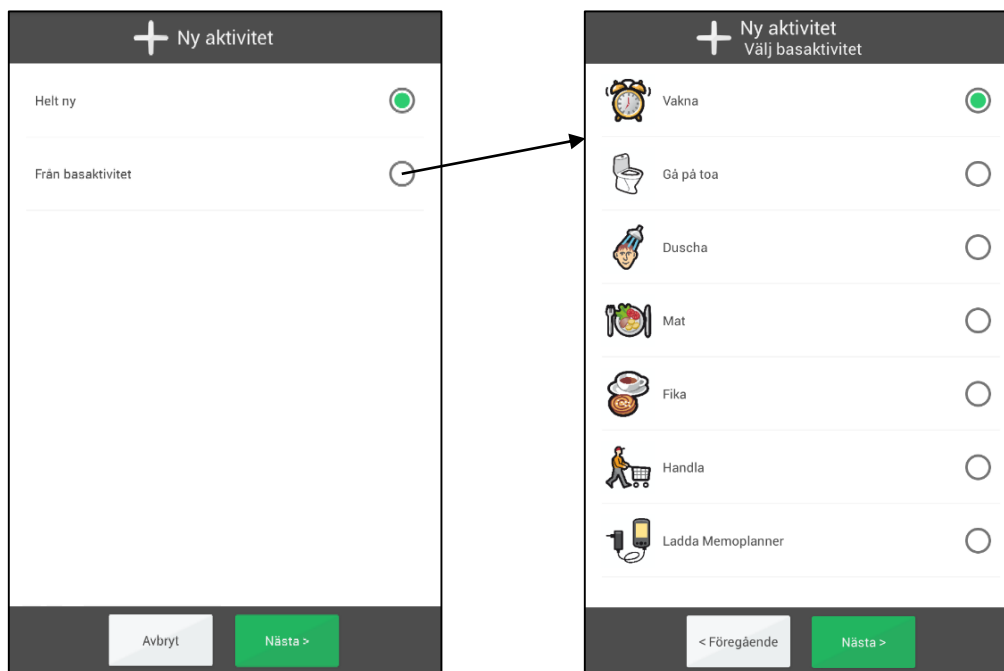 Ny aktivitet
Helt ny
Från basaktivitet
Avbryt
Nästa >
Ny aktivitet
Välj basaktivitet
Vakna
Gå på toa
Duscha
Mat
Fika
Handla
Ladda Memoplanner
< Föregående
Nästa >